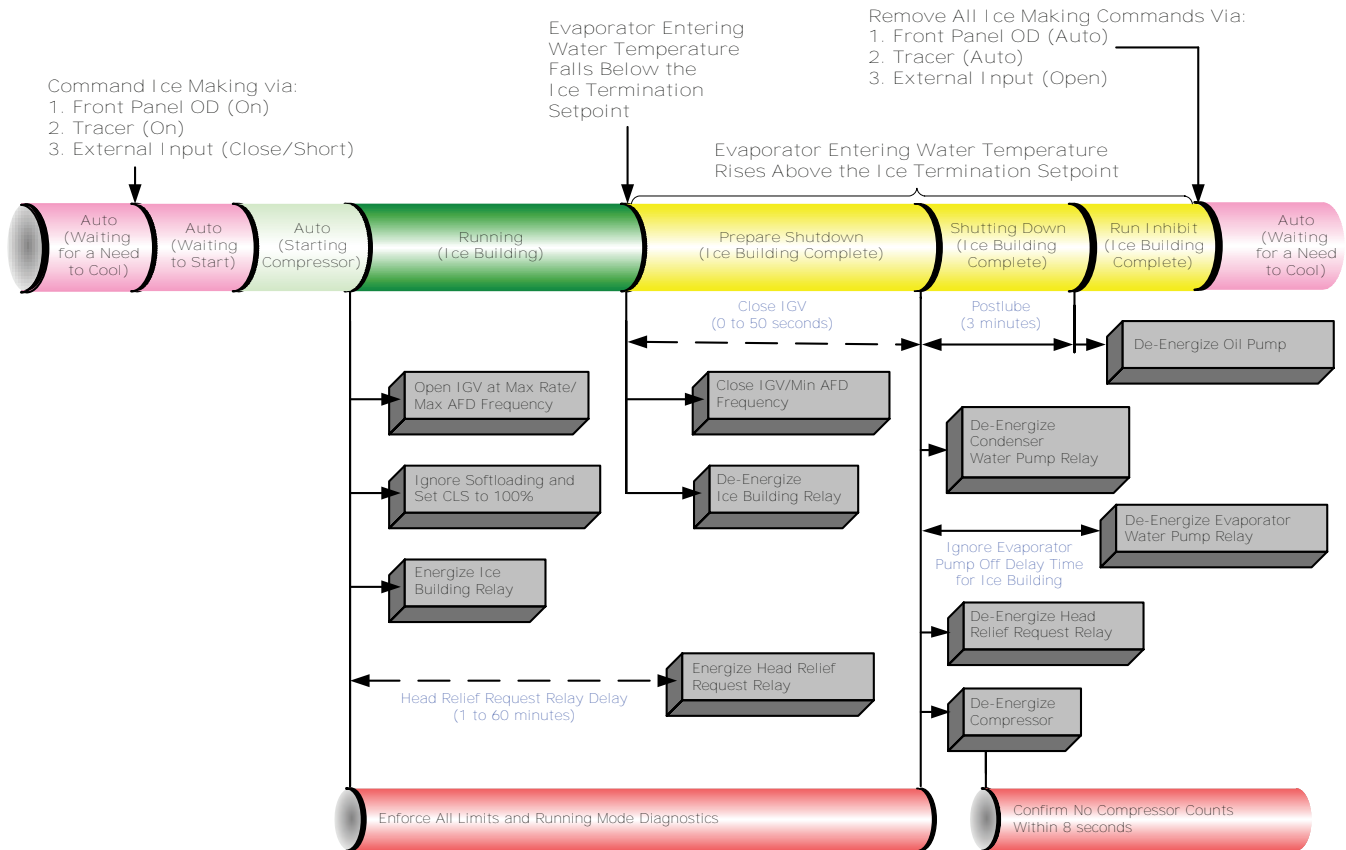 Command Ice Making via:
1. Front Panel OD (On)
2. Tracer (On)
3. External Input (Close/Short)
Evaporator Entering
Water Temperature
Falls Below the
Ice Termination
Setpoint
Remove All Ice Making Commands Via:
1. Front Panel OD (Auto)
2. Tracer (Auto)
3. External Input (Open)
Evaporator Entering Water Temperature
Rises Above the Ice Termination Setpoint
Auto
(Waiting
for a Need
to Cool)
Auto
(Waiting
to Start)
Auto
(Starting
Compressor)
Running
(Ice Building)
Prepare Shutdown
(Ice Building Complete)
Shutting Down
(Ice Building
Complete)
Run Inhibit
(Ice Building
Complete)
Auto
(Waiting
for a Need
to Cool)
Close IGV
(0 to 50 seconds)
Postlube
(3 minutes)
De-Energize Oil Pump
Open IGV at Max Rate/
Max AFD Frequency
Close IGV/Min AFD
Frequency
De-Energize
Condenser
Water Pump Relay
Ignore Softloading and
Set CLS to 100%
De-Energize
Ice Building Relay
De-Energize Evaporator
Water Pump Relay
Ignore Evaporator
Pump Off Delay Time
for Ice Building
Energize Ice
Building Relay
De-Energize Head
Relief Request Relay
Energize Head Relief
Request Relay
Head Relief Request Relay Delay
(1 to 60 minutes)
De-Energize
Compressor
Enforce All Limits and Running Mode Diagnostics
Confirm No Compressor Counts
Within 8 seconds